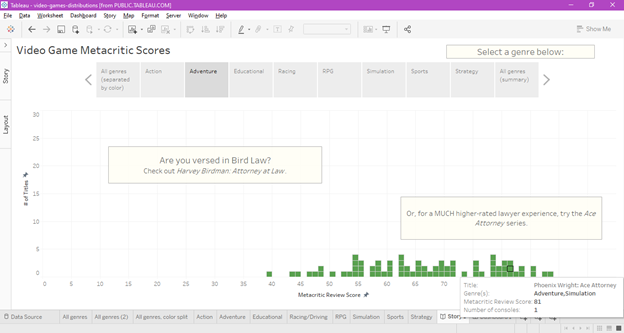 Tableau - video-games-distributions [from PUBLIC.TABLEAU.COM]
File Data Worksheet Dashboard Story Map Format Server Window Help
Show Me
Story
Layout
Video Game Metacritic Scores
Select a genre below:
All genres (separated by color)
Action
Adventure
Educational
Racing
RPG
Simulation
Sports
Strategy
All genres (summary)
Are you versed in Bird Law?
Check out Harvey Birdman: Attorney at Law.
Or, for a MUCH higher-rated lawyer experience, try the Ace
Attorney series.
# of Titles
30
25
20
15
10
5
0
0 5 10 15 20 25 30 35 40 45 50 55 60 65 70
Metacritic Review Score
Title: Phoenix Wright: Ace Attorney
Genre(s): Adventure,Simulation
Metacritic Review Score: 81
Number of consoles: 1
Data Source All genres All genres (2) All genres, color split Action Adventure Educational Racing/Driving RPG Simulation Sports Strategy Story